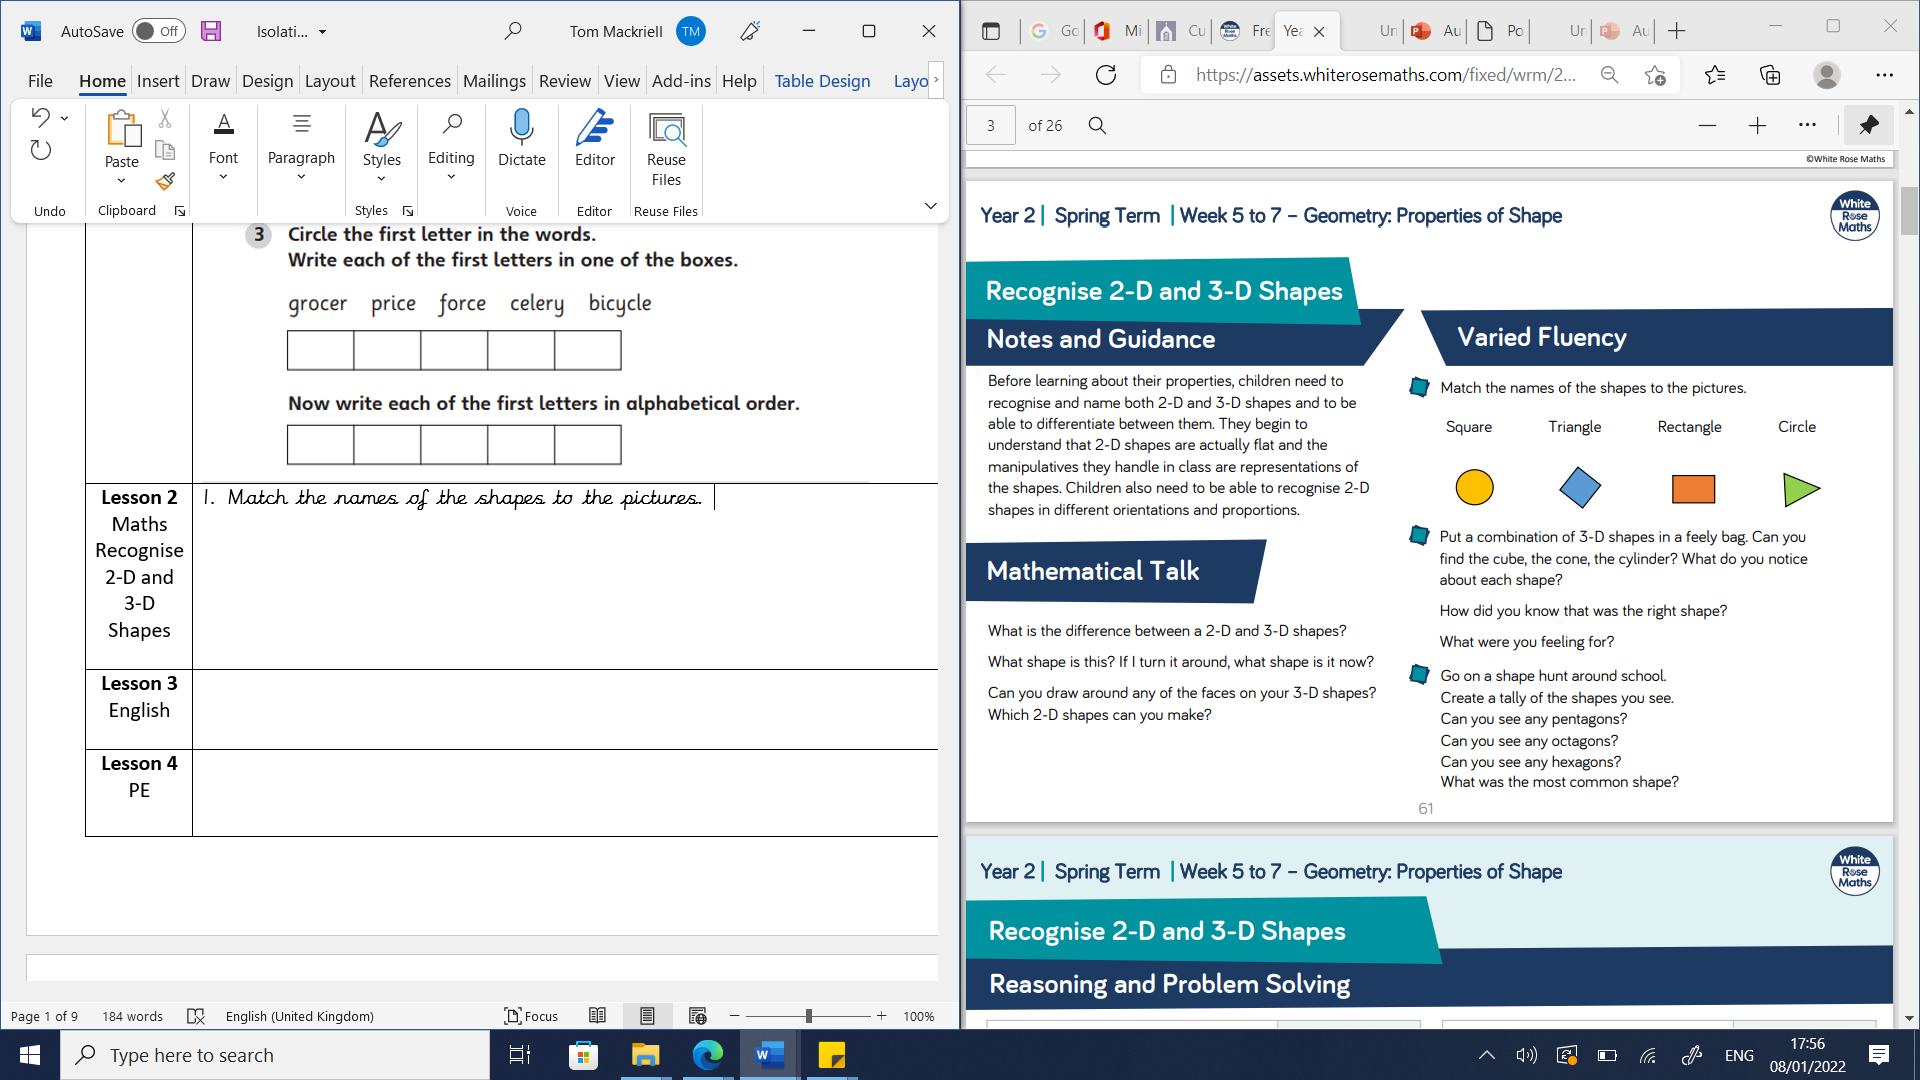 AutoSave Off Isolati... Tom Mackriell TM
File Home Insert Draw Design Layout References Mailings Review View Add-ins Help Table Design Layo
Paste Font Paragraph Styles Editing Dictate Editor Reuse Files
Undo Clipboard Styles Voice Editor Reuse Files
3 Circle the first letter in the words.
Write each of the first letters in one of the boxes.
grocer price force celery bicycle
Now write each of the first letters in alphabetical order.
Lesson 2
Maths
Recognise
2-D and
3-D
Shapes
1. Match the names of the shapes to the pictures.
Lesson 3
English
Lesson 4
PE
Page 1 of 9 184 words English (United Kingdom) Focus 100%
Go Mi Cu Fre Yea Un Au Po Un Au
https://assets.whiterosemaths.com/fixed/wrm/2...
3 of 26
©White Rose Maths
Year 2 | Spring Term | Week 5 to 7 – Geometry: Properties of Shape
White
Rose
Maths
Recognise 2-D and 3-D Shapes
Notes and Guidance
Before learning about their properties, children need to
recognise and name both 2-D and 3-D shapes and to be
able to differentiate between them. They begin to
understand that 2-D shapes are actually flat and the
manipulatives they handle in class are representations of
the shapes. Children also need to be able to recognise 2-D
shapes in different orientations and proportions.
Mathematical Talk
What is the difference between a 2-D and 3-D shapes?
What shape is this? If I turn it around, what shape is it now?
Can you draw around any of the faces on your 3-D shapes?
Which 2-D shapes can you make?
Varied Fluency
Match the names of the shapes to the pictures.
Square Triangle Rectangle Circle
Put a combination of 3-D shapes in a feely bag. Can you
find the cube, the cone, the cylinder? What do you notice
about each shape?
How did you know that was the right shape?
What were you feeling for?
Go on a shape hunt around school.
Create a tally of the shapes you see.
Can you see any pentagons?
Can you see any octagons?
Can you see any hexagons?
What was the most common shape?
61
Year 2 | Spring Term | Week 5 to 7 – Geometry: Properties of Shape
White
Rose
Maths
Recognise 2-D and 3-D Shapes
Reasoning and Problem Solving
Type here to search
ENG
17:56
08/01/2022